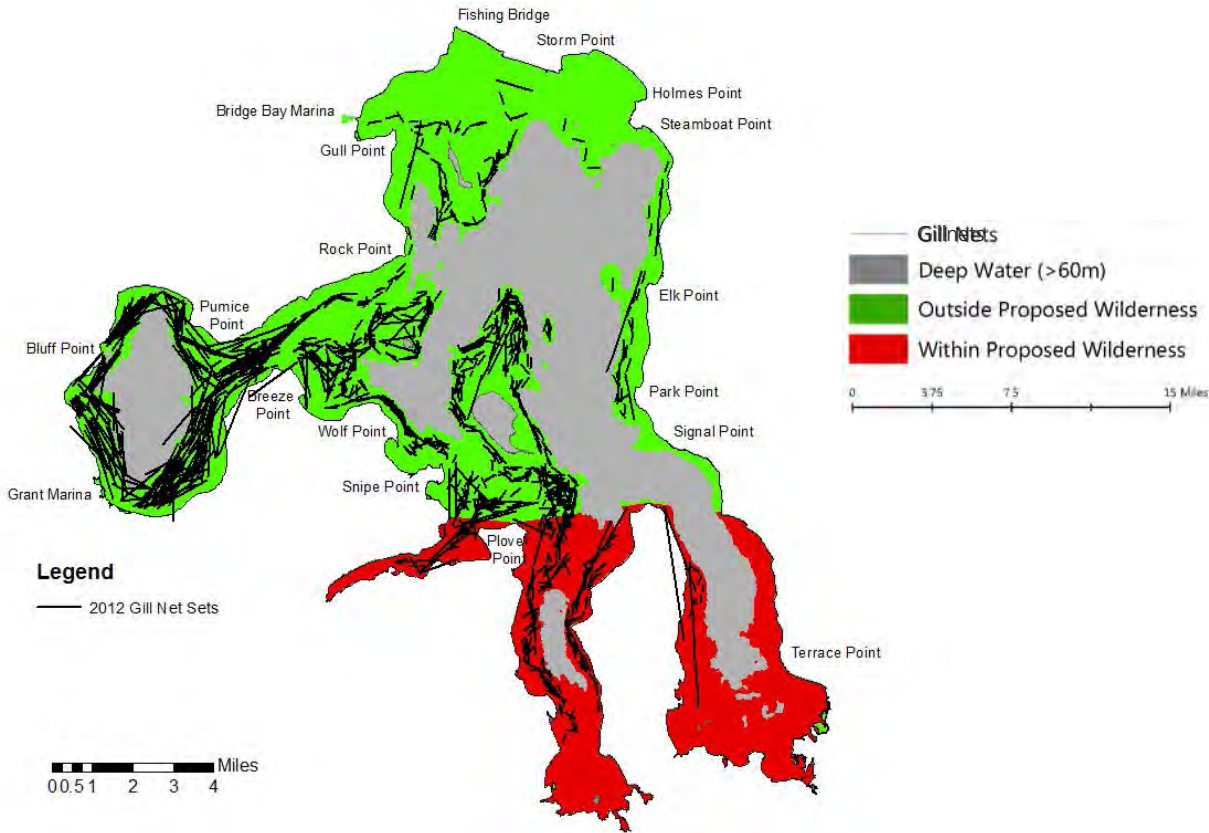 Fishing Bridge
Storm Point
Holmes Point
Bridge Bay Marina
Steamboat Point
Gull Point
Rock Point
Elk Point
Pumice
Point
Bluff Point
Breeze
Point
Park Point
Wolf Point
Signal Point
Snipe Point
Grant Marina
Plover
Point
Terrace Point
Legend
2012 Gill Net Sets
Miles
0 0.5 1 2 3 4
Deep Water (>60m)
Outside Proposed Wilderness
Within Proposed Wilderness
0 3.75 7.5 15 Miles